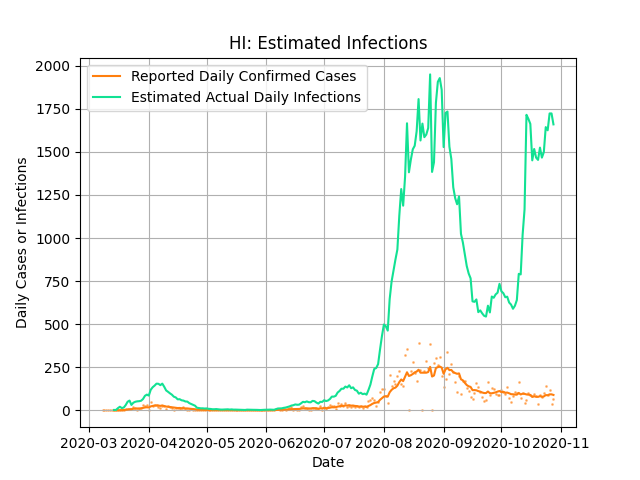 HI: Estimated Infections
Reported Daily Confirmed Cases
Estimated Actual Daily Infections
Daily Cases or Infections
2000
1750
1500
1250
1000
750
500
250
0
2020-03 2020-04 2020-05 2020-06 2020-07 2020-08 2020-09 2020-10 2020-11
Date